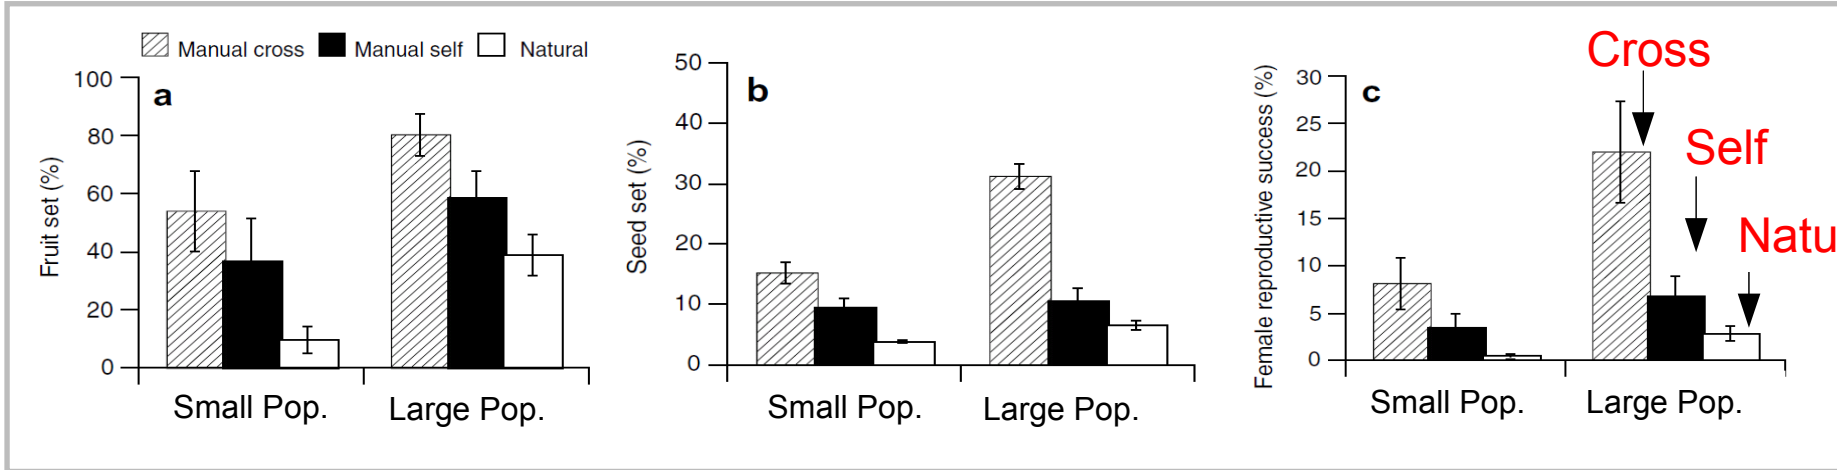 Manual cross Manual self Natural
a
Fruit set (%)
100
80
60
40
20
0
Small Pop. Large Pop.
b
Seed set (%)
50
40
30
20
10
0
Small Pop. Large Pop.
c
Female reproductive success (%)
30
25
20
15
10
5
0
Cross
Self
Natu
Small Pop. Large Pop.